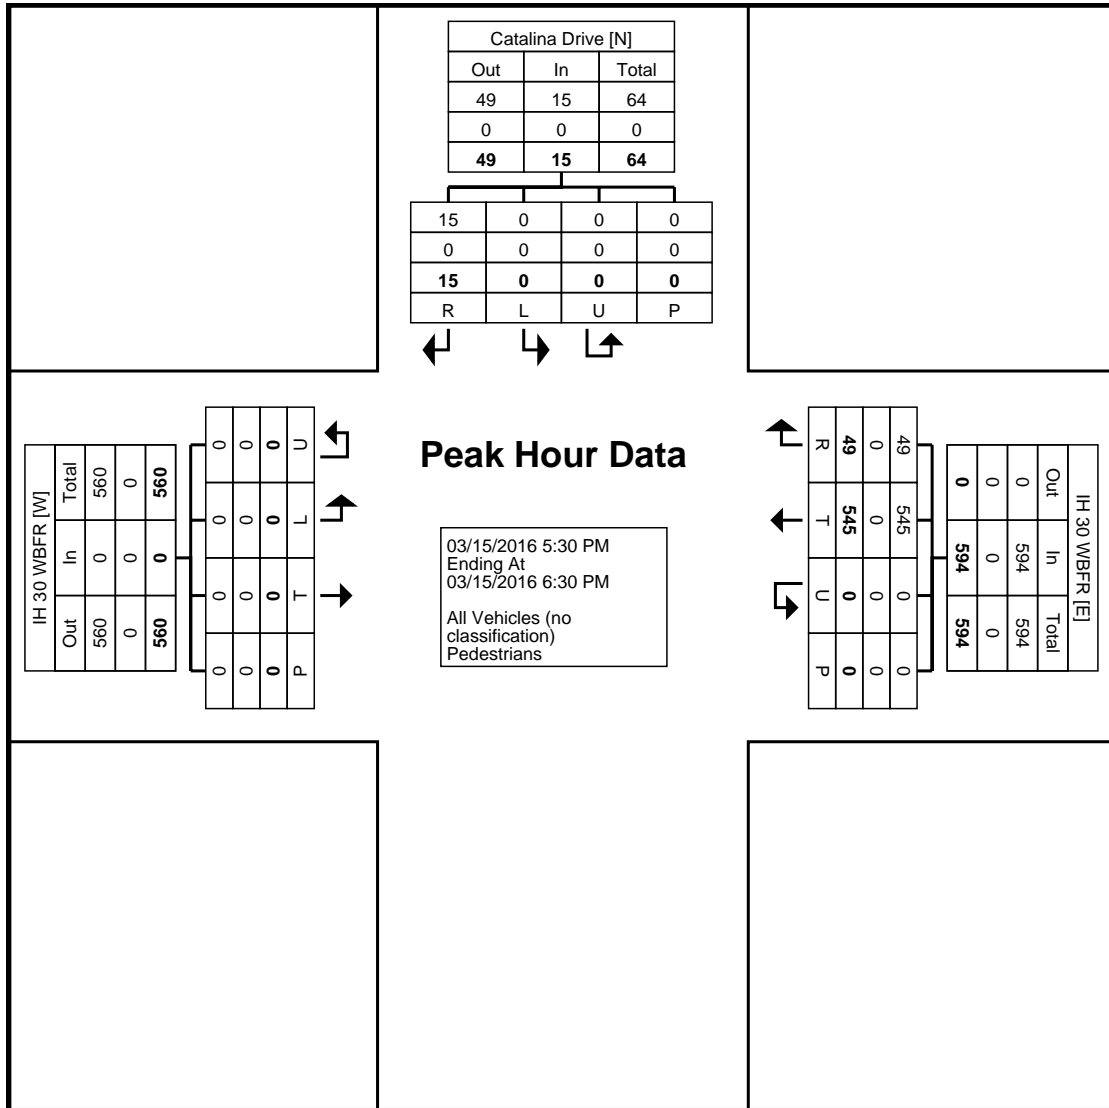 Catalina Drive [N]
Out In Total
49 15 64
0 0 0
49 15 64
15 0 0 0
0 0 0 0
15 0 0 0
R L U P
Peak Hour Data
03/15/2016 5:30 PM
Ending At
03/15/2016 6:30 PM
All Vehicles (no
classification)
Pedestrians
IH 30 WBFR [W]
Out In Total
560 0 560
0 0 0
560 0 560
0 0 0 0
0 0 0 0
0 0 0 0
P T L U
IH 30 WBFR [E]
Out In Total
0 594 594
0 0 0
0 594 594
49 545 0 0
0 0 0 0
49 545 0 0
R T U P